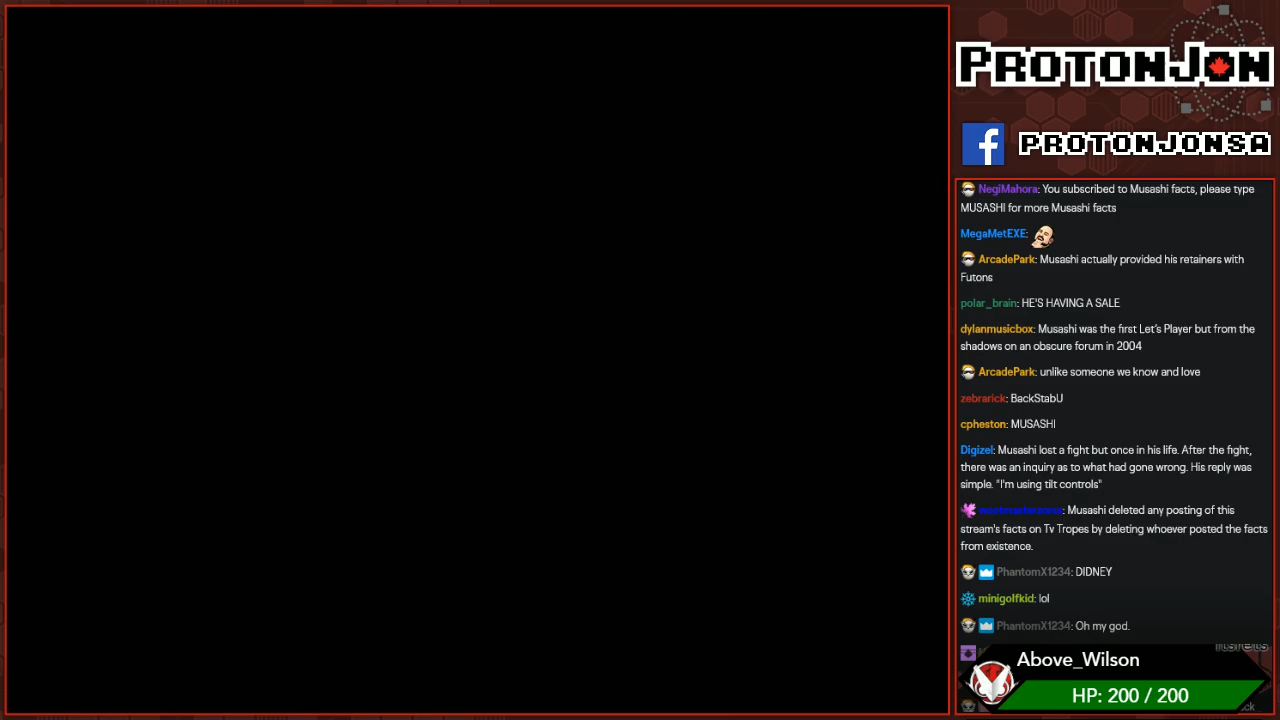 PROTONJON
PROTONJONSA
NegiMahora: You subscribed to Musashi facts, please type
MUSASHI for more Musashi facts
MegaMetEXE:
ArcadePark: Musashi actually provided his retainers with
Futons
polar_brain: HE'S HAVING A SALE
dylanmusicbox: Musashi was the first Let's Player but from the
shadows on an obscure forum in 2004
ArcadePark: unlike someone we know and love
zebrarick: BackStabU
cpheston: MUSASHI
Digizel: Musashi lost a fight but once in his life. After the fight,
there was an inquiry as to what had gone wrong. His reply was
simple. "I'm using tilt controls"
: Musashi deleted any posting of this
stream's facts on Tv Tropes by deleting whoever posted the facts
from existence.
PhantomX1234: DIDNEY
minigolfkid: lol
PhantomX1234: Oh my god.
Above_Wilson
HP: 200 / 200